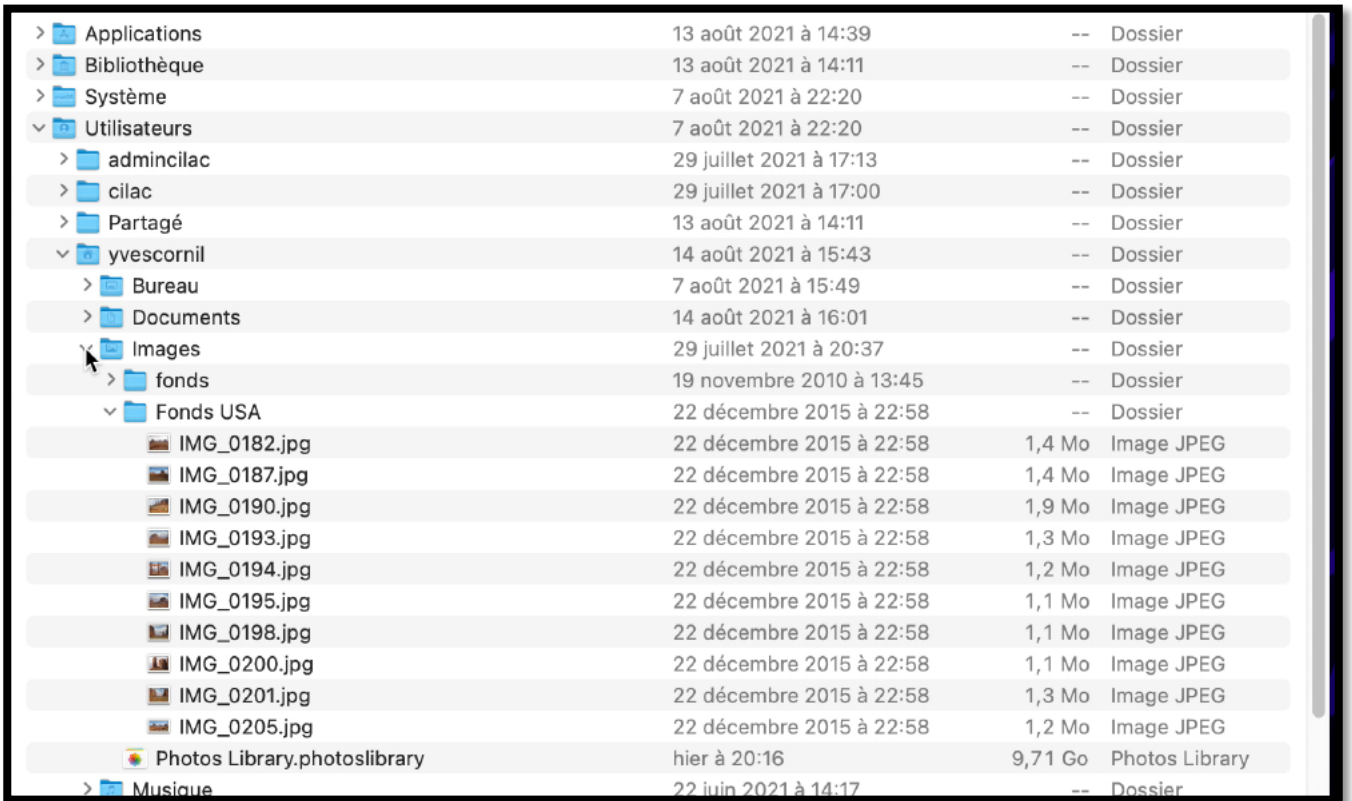 Applications 13 août 2021 à 14:39 -- Dossier
Bibliothèque 13 août 2021 à 14:11 -- Dossier
Système 7 août 2021 à 22:20 -- Dossier
Utilisateurs 7 août 2021 à 22:20 -- Dossier
admincilac 29 juillet 2021 à 17:13 -- Dossier
cilac 29 juillet 2021 à 17:00 -- Dossier
Partagé 13 août 2021 à 14:11 -- Dossier
yvescornil 14 août 2021 à 15:43 -- Dossier
Bureau 7 août 2021 à 15:49 -- Dossier
Documents 14 août 2021 à 16:01 -- Dossier
Images 29 juillet 2021 à 20:37 -- Dossier
fonds 19 novembre 2010 à 13:45 -- Dossier
Fonds USA 22 décembre 2015 à 22:58 -- Dossier
IMG_0182.jpg 22 décembre 2015 à 22:58 1,4 Mo Image JPEG
IMG_0187.jpg 22 décembre 2015 à 22:58 1,4 Mo Image JPEG
IMG_0190.jpg 22 décembre 2015 à 22:58 1,9 Mo Image JPEG
IMG_0193.jpg 22 décembre 2015 à 22:58 1,3 Mo Image JPEG
IMG_0194.jpg 22 décembre 2015 à 22:58 1,2 Mo Image JPEG
IMG_0195.jpg 22 décembre 2015 à 22:58 1,1 Mo Image JPEG
IMG_0198.jpg 22 décembre 2015 à 22:58 1,1 Mo Image JPEG
IMG_0200.jpg 22 décembre 2015 à 22:58 1,1 Mo Image JPEG
IMG_0201.jpg 22 décembre 2015 à 22:58 1,3 Mo Image JPEG
IMG_0205.jpg 22 décembre 2015 à 22:58 1,2 Mo Image JPEG
Photos Library.photoslibrary hier à 20:16 9,71 Go Photos Library
Musique 22 juin 2021 à 14:17 -- Dossier